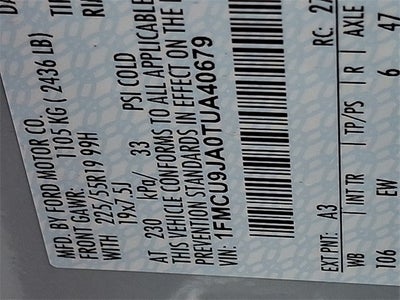 MFD. BY FORD MOTOR CO.
FRONT GAWR: 1105 KG ( 2436 LB)
WITH
225/55R19 99H
19x7.5J
AT 230 kPa/ 33 PSI COLD
THIS VEHICLE CONFORMS TO ALL APPLICABLE
PREVENTION STANDARDS IN EFFECT ON THE
VIN: 1FMCU9JA0TUA40679
EXT PNT: A3 RC:
WB INT TR TP/PS R AXLE
106 EW 6 47